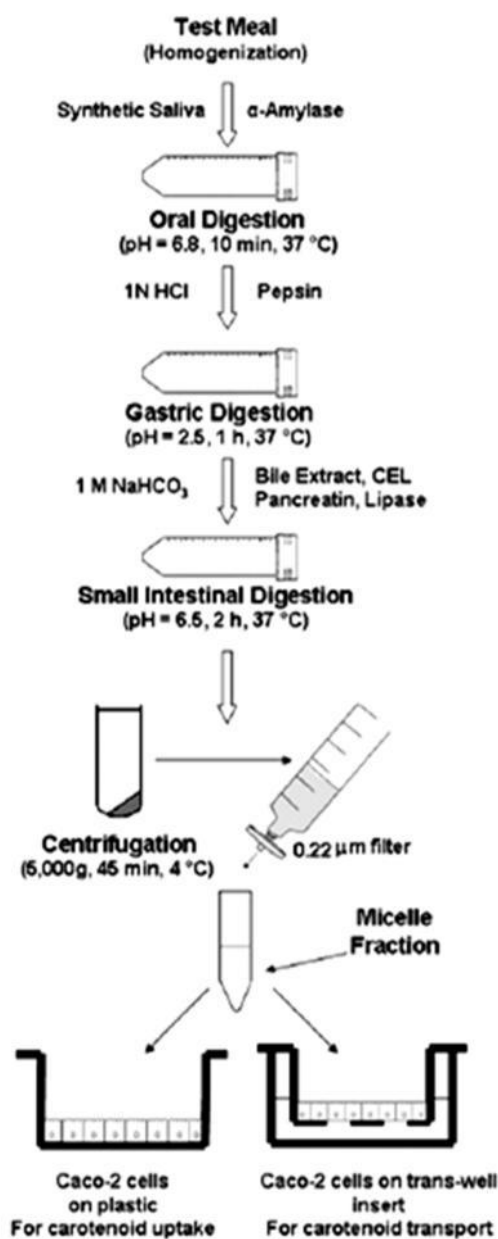 Test Meal
(Homogenization)
Synthetic Saliva α-Amylase
Oral Digestion
(pH = 6.8, 10 min, 37 °C)
1N HCl Pepsin
Gastric Digestion
(pH = 2.5, 1 h, 37 °C)
1 M NaHCO₃ Bile Extract, CEL
Pancreatin, Lipase
Small Intestinal Digestion
(pH = 6.5, 2 h, 37 °C)
Centrifugation
(5,000g, 45 min, 4 °C)
0.22 μm filter
Micelle
Fraction
Caco-2 cells
on plastic
For carotenoid uptake
Caco-2 cells on trans-well
insert
For carotenoid transport